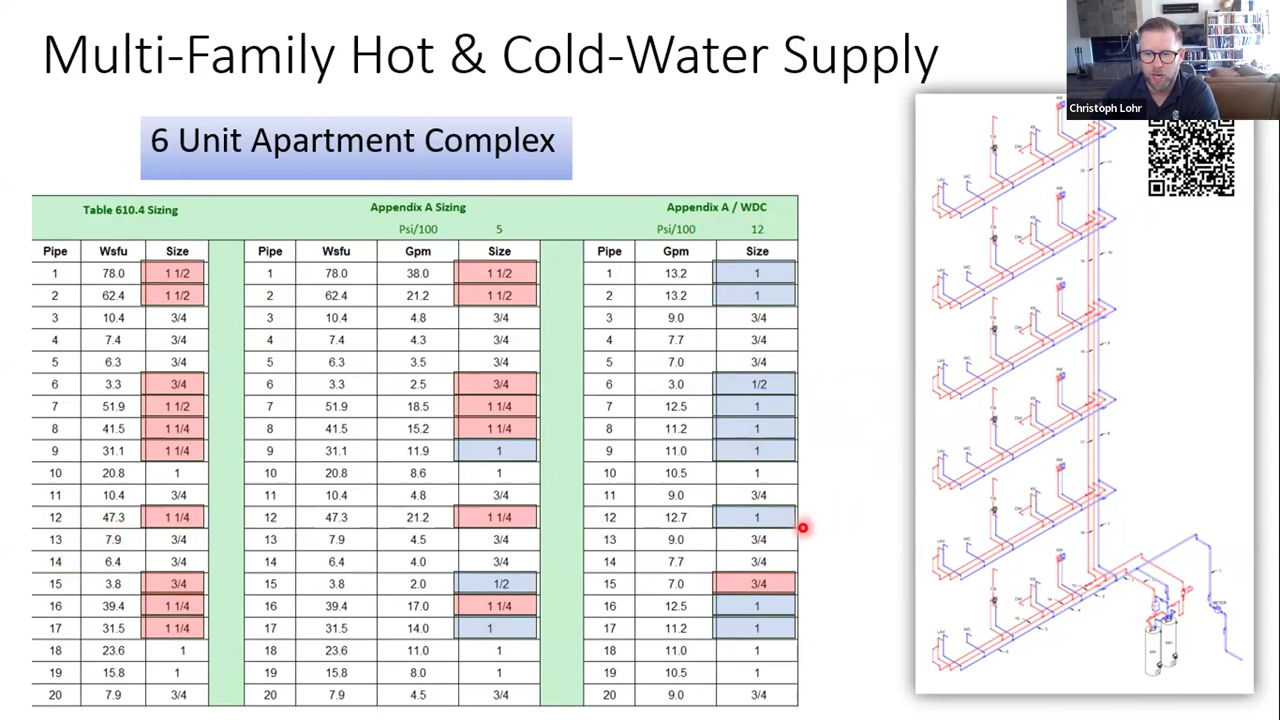 Multi-Family Hot & Cold-Water Supply
Christoph Lohr
6 Unit Apartment Complex
Table 610.4 Sizing Appendix A Sizing Appendix A / WDC
Psi/100 5 Psi/100 12
Pipe Wsfu Size Pipe Wsfu Gpm Size Pipe Gpm Size
1 78.0 1 1/2 1 78.0 38.0 1 1/2 1 13.2 1
2 62.4 1 1/2 2 62.4 21.2 1 1/2 2 13.2 1
3 10.4 3/4 3 10.4 4.8 3/4 3 9.0 3/4
4 7.4 3/4 4 7.4 4.3 3/4 4 7.7 3/4
5 6.3 3/4 5 6.3 3.5 3/4 5 7.0 3/4
6 3.3 3/4 6 3.3 2.5 3/4 6 3.0 1/2
7 51.9 1 1/2 7 51.9 18.5 1 1/4 7 12.5 1
8 41.5 1 1/4 8 41.5 15.2 1 1/4 8 11.2 1
9 31.1 1 1/4 9 31.1 11.9 1 9 11.0 1
10 20.8 1 10 20.8 8.6 1 10 10.5 1
11 10.4 3/4 11 10.4 4.8 3/4 11 9.0 3/4
12 47.3 1 1/4 12 47.3 21.2 1 1/4 12 12.7 1
13 7.9 3/4 13 7.9 4.5 3/4 13 9.0 3/4
14 6.4 3/4 14 6.4 4.0 3/4 14 7.7 3/4
15 3.8 3/4 15 3.8 2.0 1/2 15 7.0 3/4
16 39.4 1 1/4 16 39.4 17.0 1 1/4 16 12.5 1
17 31.5 1 1/4 17 31.5 14.0 1 17 11.2 1
18 23.6 1 18 23.6 11.0 1 18 11.0 1
19 15.8 1 19 15.8 8.0 1 19 10.5 1
20 7.9 3/4 20 7.9 4.5 3/4 20 9.0 3/4
METER